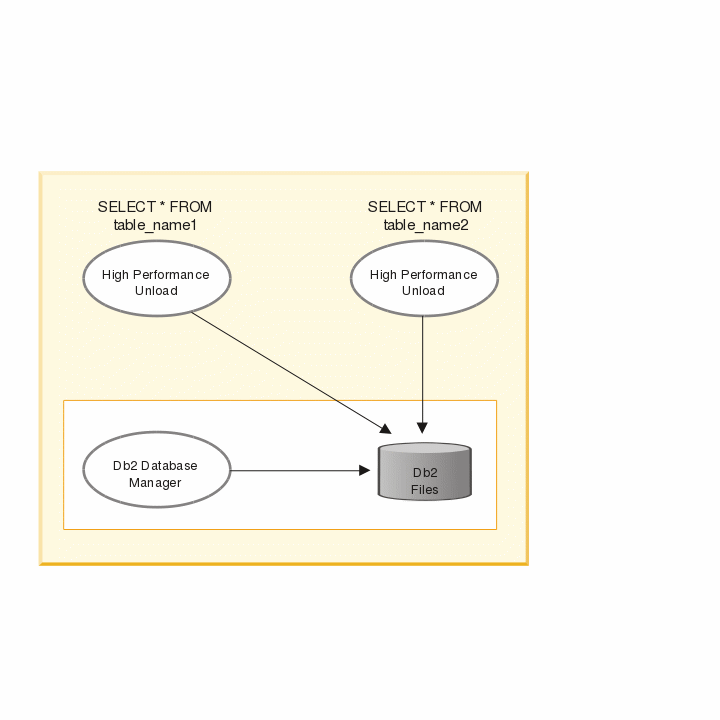 SELECT * FROM
table_name1
SELECT * FROM
table_name2
High Performance
Unload
High Performance
Unload
Db2 Database
Manager
Db2
Files